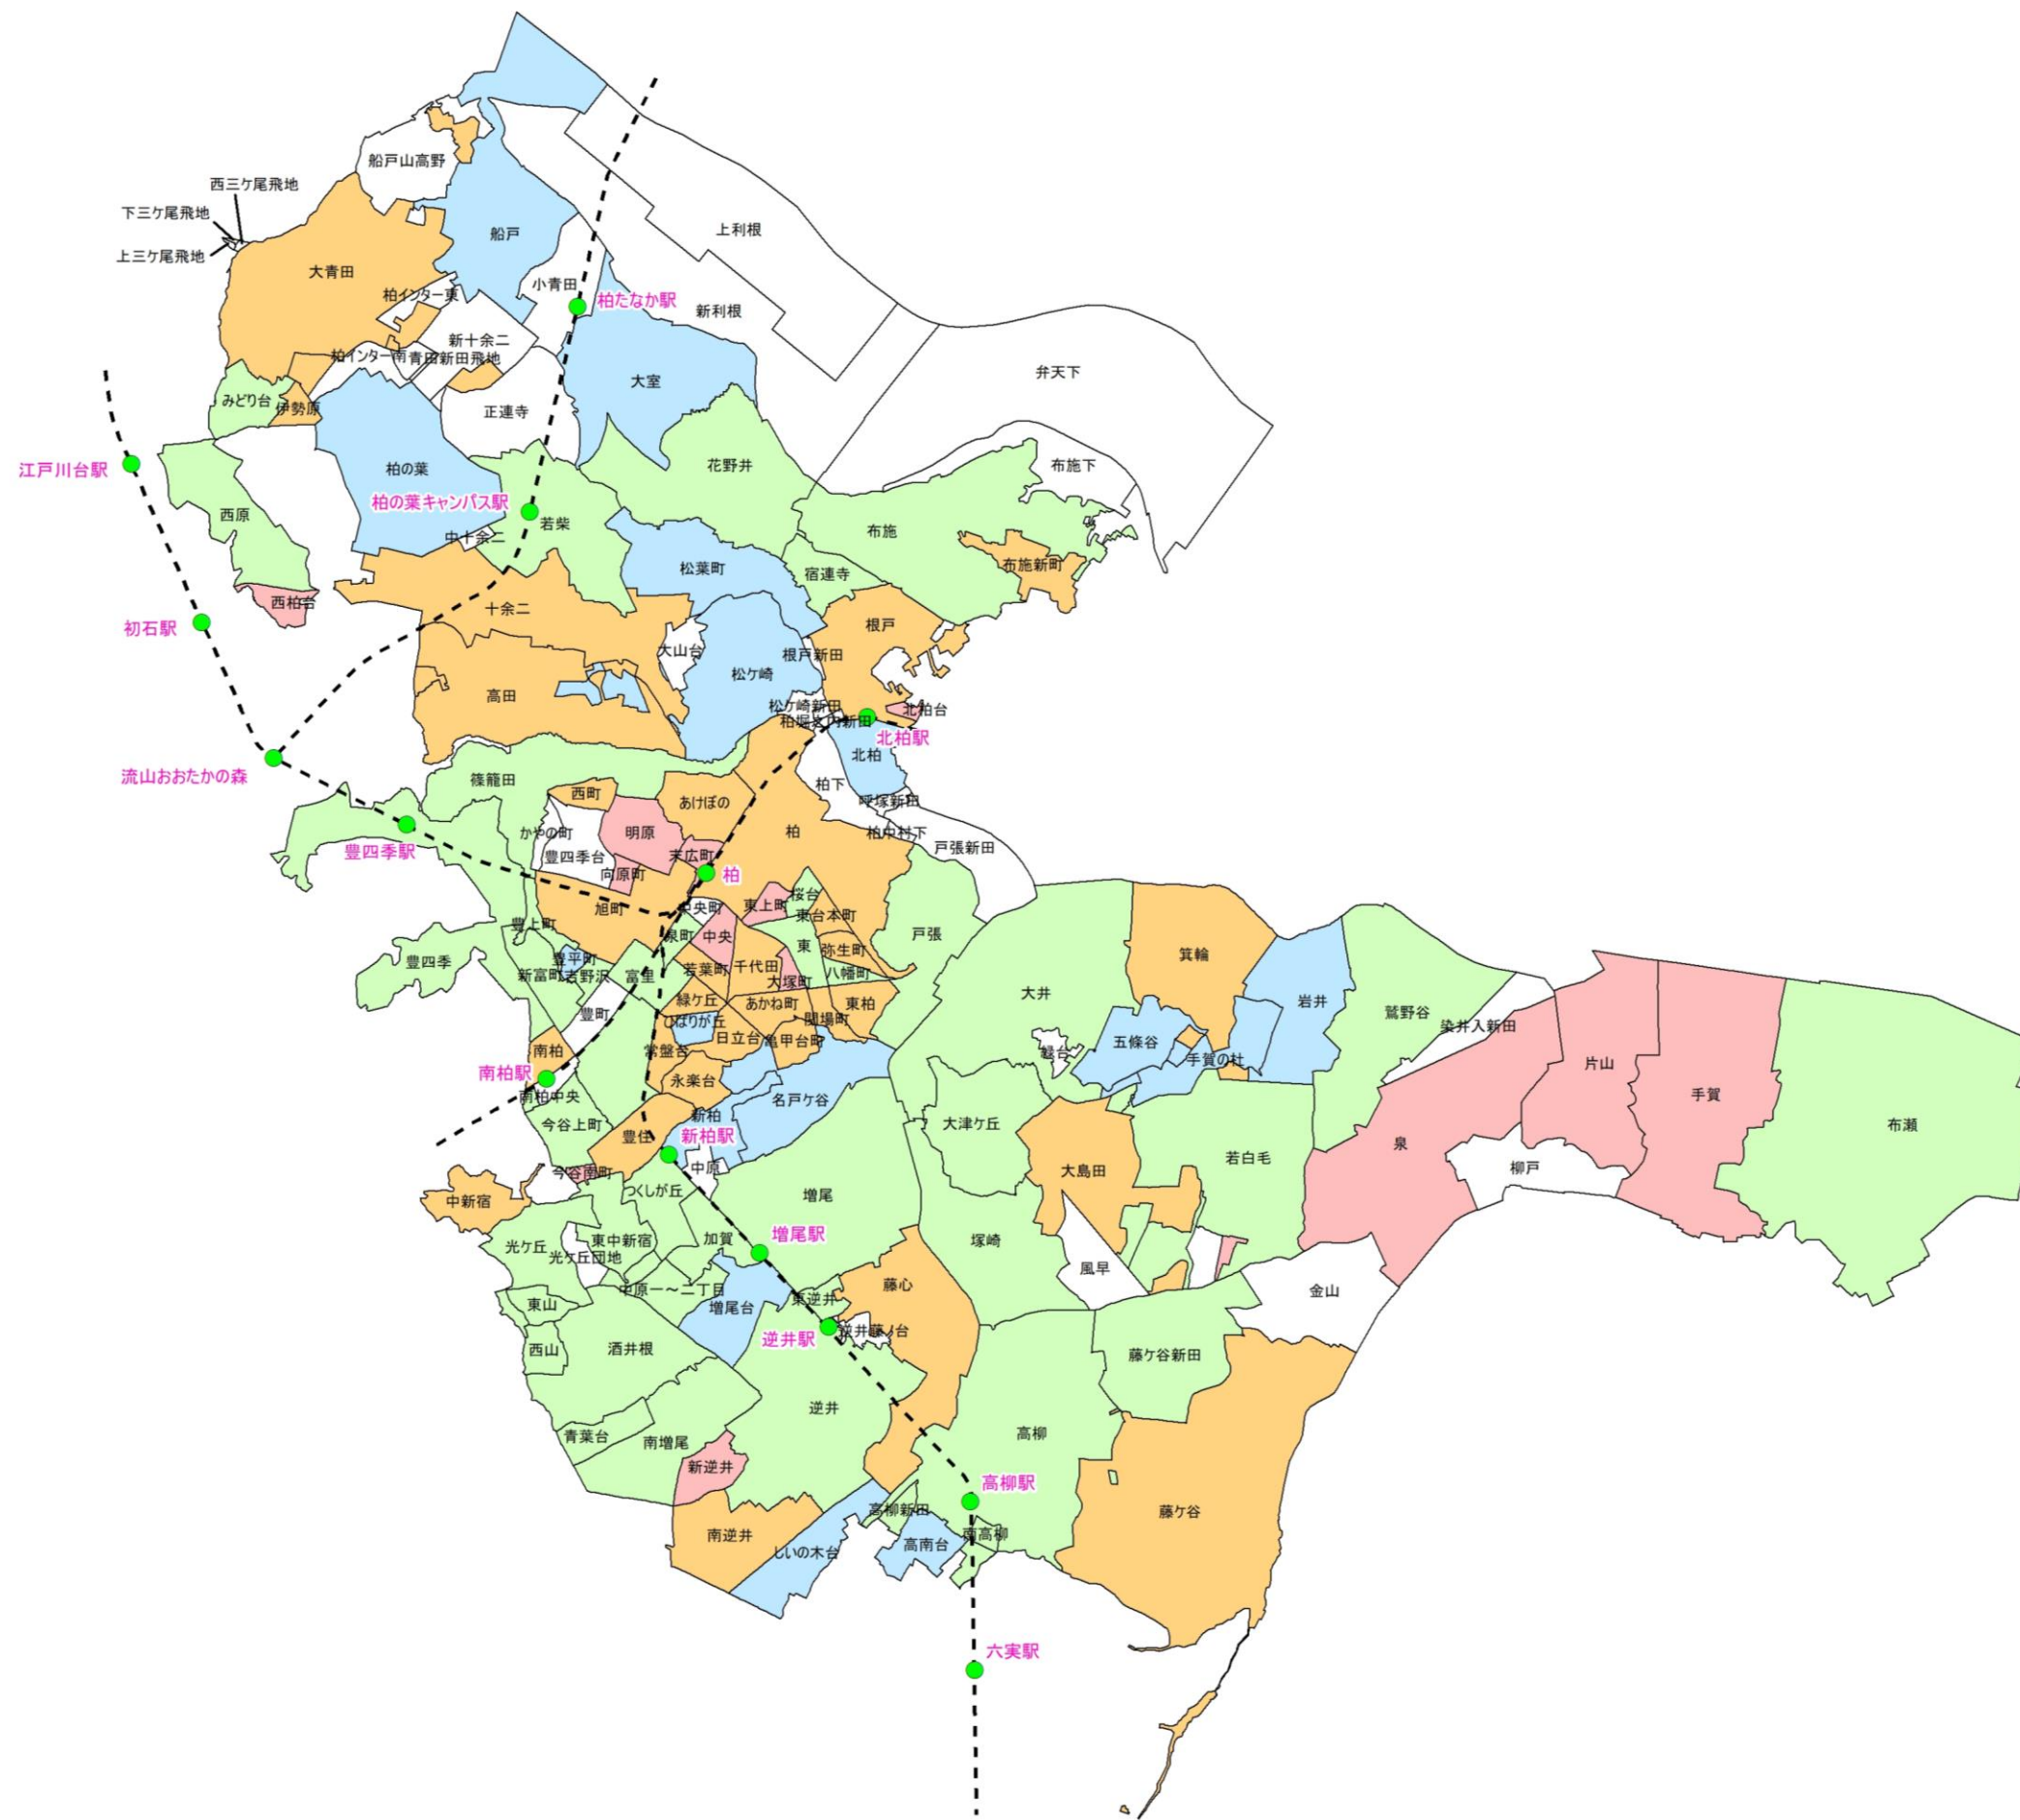 船戸山高野
西三ケ尾飛地
下三ケ尾飛地
上三ケ尾飛地
船戸
上利根
大青田
小青田
柏インター東
柏たなか駅
新利根
新十余二
柏インター南
青田新田飛地
弁天下
大室
みどり台
伊勢原
正連寺
江戸川台駅
柏の葉
花野井
布施下
柏の葉キャンパス駅
西原
若柴
布施
中十余二
松葉町
宿連寺
布施新町
西柏台
十余二
初石駅
根戸
大山台
根戸新田
松ケ崎
高田
松ケ崎新田
北柏台
柏堀之内新田
北柏駅
流山おおたかの森
北柏
篠籠田
柏下
西町
あけぼの
呼塚新田
かやの町
明原
柏
柏中村下
豊四季駅
豊四季台
末広町
戸張新田
向原町
柏
旭町
中央町
東上町
桜台
東台本町
豊上町
泉町
中央
東
戸張
豊四季
豊平町
弥生町
箕輪
新富町
吉野沢
富里
若葉町
千代田
大塚町
八幡町
大井
岩井
鷲野谷
緑ケ丘
あかね町
東柏
豊町
ひばりが丘
関場町
染井入新田
南柏
常盤台
日立台
亀甲台町
緑台
五條谷
手賀の杜
片山
南柏駅
永楽台
手賀
南柏中央
名戸ケ谷
今谷上町
新柏
大津ケ丘
布瀬
豊住
新柏駅
泉
今谷南町
中原
大島田
若白毛
柳戸
中新宿
つくしが丘
増尾
光ケ丘
東中新宿
加賀
増尾駅
塚崎
光ケ丘団地
風早
中原一～二丁目
藤心
金山
東山
増尾台
東逆井
西山
酒井根
逆井駅
逆井藤ノ台
藤ケ谷新田
逆井
青葉台
南増尾
高柳
新逆井
高柳駅
高柳新田
藤ケ谷
南逆井
南高柳
しいの木台
高南台
六実駅